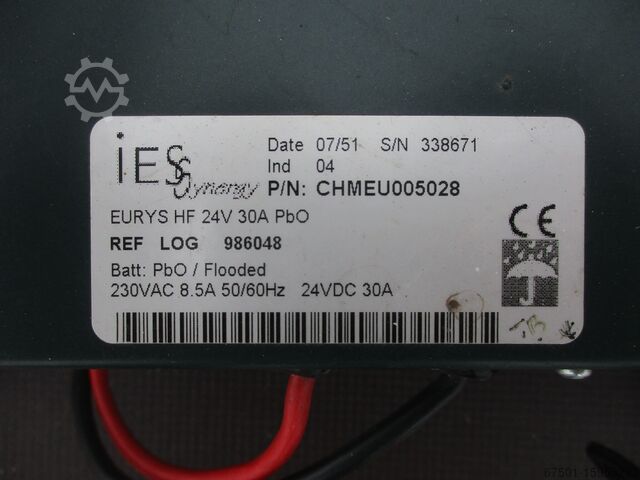 iES Synergy
Date 07/51 S/N 338671
Ind 04
P/N: CHMEU005028
EURYS HF 24V 30A PbO
REF LOG 986048
Batt: PbO / Flooded
230VAC 8.5A 50/60Hz 24VDC 30A
CE